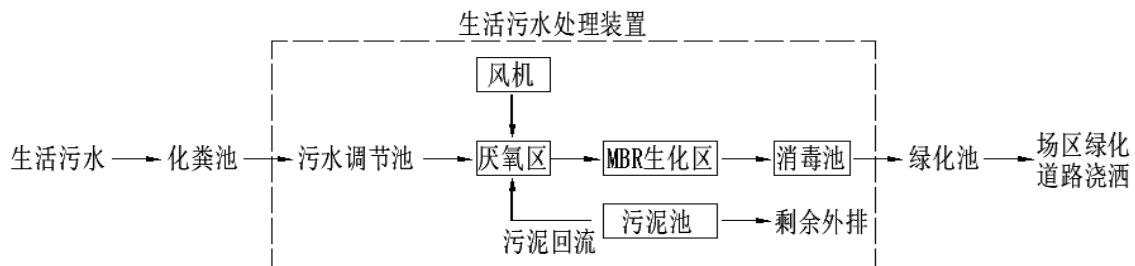 生活污水处理装置
风机
生活污水
化粪池
污水调节池
厌氧区
MBR生化区
消毒池
绿化池
场区绿化
道路浇洒
污泥回流
污泥池
剩余外排